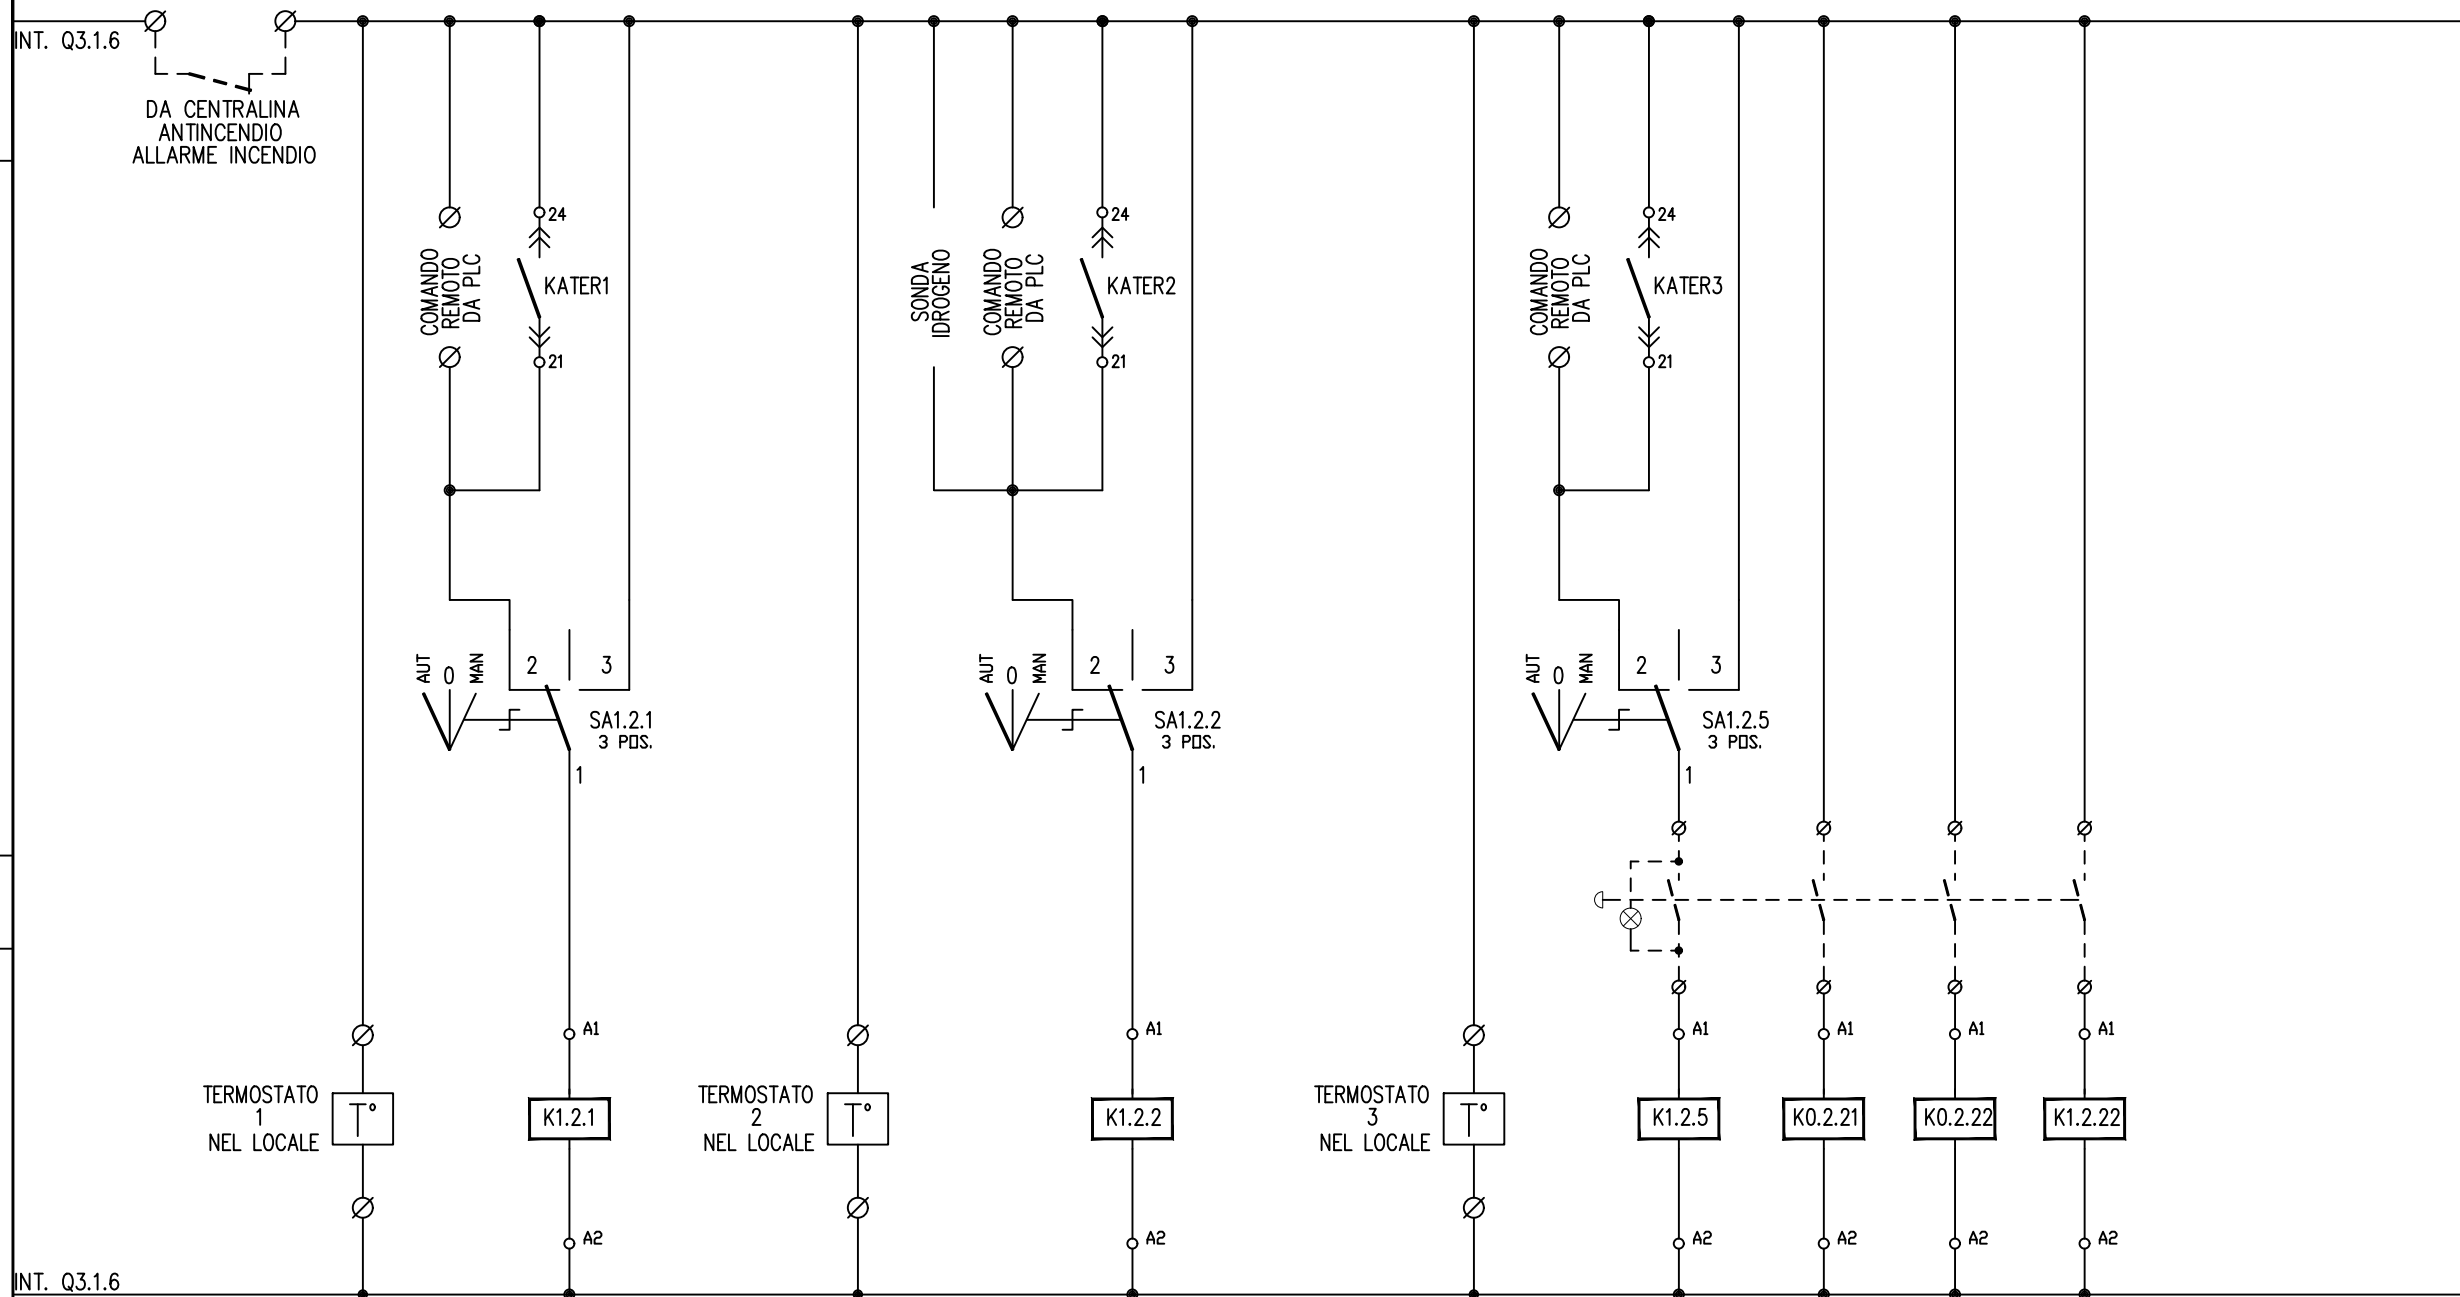 INT. Q3.1.6
DA CENTRALINA
ANTINCENDIO
ALLARME INCENDIO
24
COMANDO
REMOTO
DA PLC
KATER1
21
24
SONDA
IDROGENO
COMANDO
REMOTO
DA PLC
KATER2
21
24
COMANDO
REMOTO
DA PLC
KATER3
21
AUT
0
MAN
2
3
SA1.2.1
3 POS.
1
AUT
0
MAN
2
3
SA1.2.2
3 POS.
1
AUT
0
MAN
2
3
SA1.2.5
3 POS.
1
A1
A1
A1
A1
A1
A1
TERMOSTATO
1
NEL LOCALE
T°
K1.2.1
TERMOSTATO
2
NEL LOCALE
T°
K1.2.2
TERMOSTATO
3
NEL LOCALE
T°
K1.2.5
K0.2.21
K0.2.22
K1.2.22
A2
A2
A2
A2
A2
A2
INT. Q3.1.6